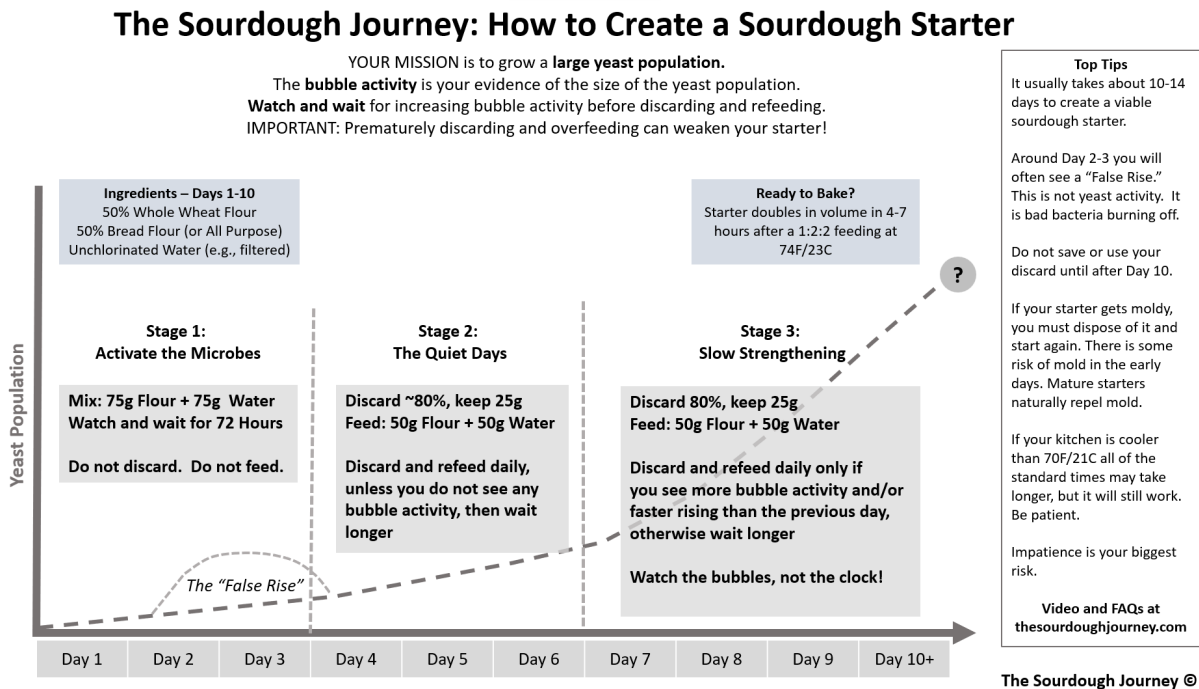 The Sourdough Journey: How to Create a Sourdough Starter
YOUR MISSION is to grow a large yeast population.
The bubble activity is your evidence of the size of the yeast population.
Watch and wait for increasing bubble activity before discarding and refeeding.
IMPORTANT: Prematurely discarding and overfeeding can weaken your starter!
Ingredients – Days 1-10
50% Whole Wheat Flour
50% Bread Flour (or All Purpose)
Unchlorinated Water (e.g., filtered)
Ready to Bake?
Starter doubles in volume in 4-7
hours after a 1:2:2 feeding at
74F/23C
?
Yeast Population
Stage 1:
Activate the Microbes
Mix: 75g Flour + 75g Water
Watch and wait for 72 Hours
Do not discard. Do not feed.
The “False Rise”
Stage 2:
The Quiet Days
Discard ~80%, keep 25g
Feed: 50g Flour + 50g Water
Discard and refeed daily,
unless you do not see any
bubble activity, then wait
longer
Stage 3:
Slow Strengthening
Discard 80%, keep 25g
Feed: 50g Flour + 50g Water
Discard and refeed daily only if
you see more bubble activity and/or
faster rising than the previous day,
otherwise wait longer
Watch the bubbles, not the clock!
Day 1 Day 2 Day 3 Day 4 Day 5 Day 6 Day 7 Day 8 Day 9 Day 10+
Top Tips
It usually takes about 10-14
days to create a viable
sourdough starter.
Around Day 2-3 you will
often see a “False Rise.”
This is not yeast activity. It
is bad bacteria burning off.
Do not save or use your
discard until after Day 10.
If your starter gets moldy,
you must dispose of it and
start again. There is some
risk of mold in the early
days. Mature starters
naturally repel mold.
If your kitchen is cooler
than 70F/21C all of the
standard times may take
longer, but it will still work.
Be patient.
Impatience is your biggest
risk.
Video and FAQs at
thesourdoughjourney.com
The Sourdough Journey ©